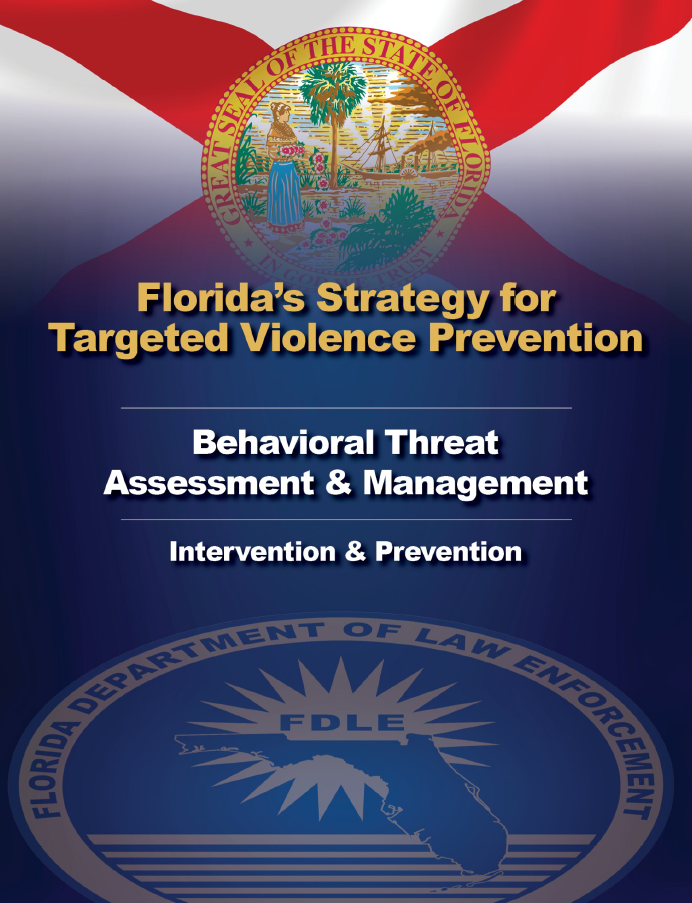 GREAT SEAL OF THE STATE OF FLORIDA
IN GOD WE TRUST
Florida's Strategy for
Targeted Violence Prevention
Behavioral Threat
Assessment & Management
Intervention & Prevention
FLORIDA DEPARTMENT OF LAW ENFORCEMENT
FDLE